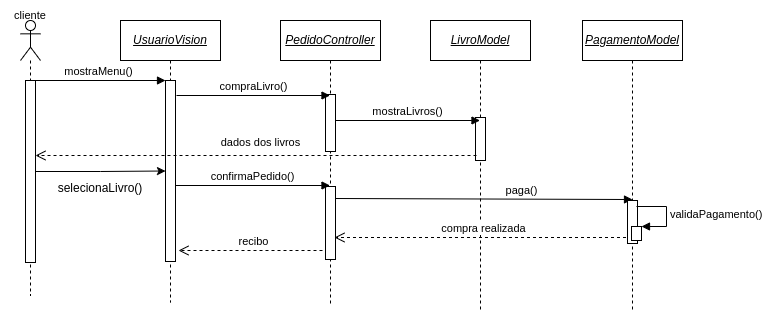 cliente
UsuarioVision
PedidoController
LivroModel
PagamentoModel
mostraMenu()
compraLivro()
mostraLivros()
dados dos livros
selecionaLivro()
confirmaPedido()
paga()
validaPagamento()
compra realizada
recibo